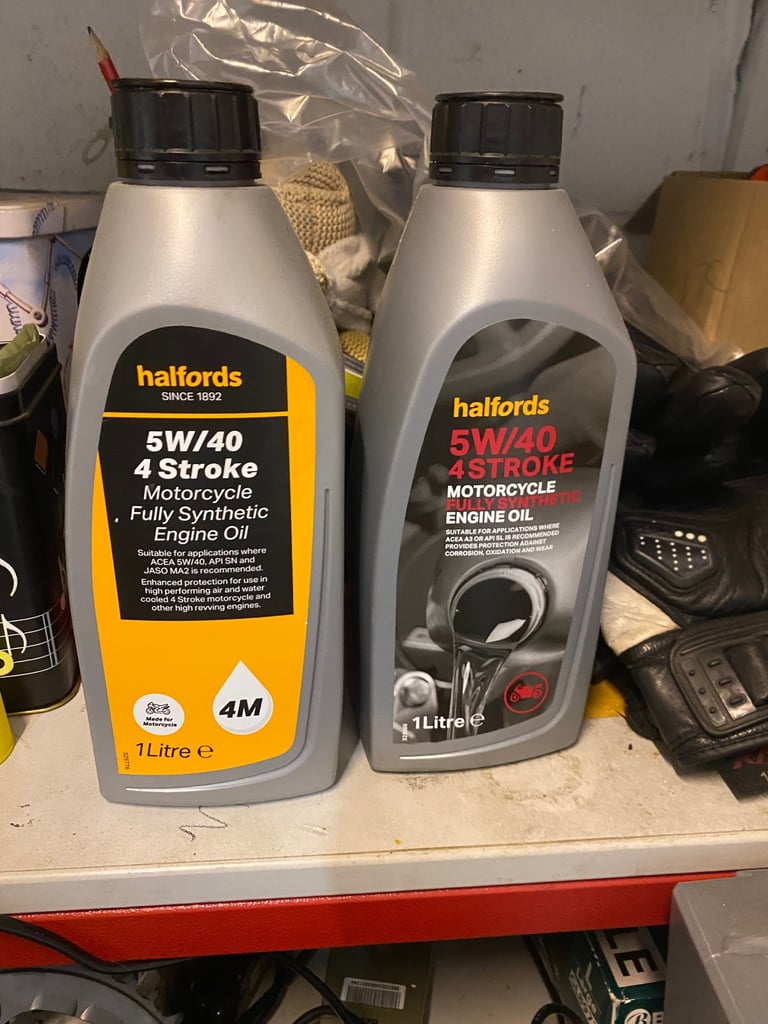 halfords
SINCE 1892
5W/40
4 Stroke
Motorcycle
Fully Synthetic
Engine Oil
Suitable for applications where
ACEA 5W/40, API SN and
JASO MA2 is recommended.
Enhanced protection for use in
high performing air and water
cooled 4 Stroke motorcycle and
other high revving engines.
Made for
Motorcycle
4M
1 Litre e
halfords
5W/40
4 STROKE
MOTORCYCLE
FULLY SYNTHETIC
ENGINE OIL
SUITABLE FOR APPLICATIONS WHERE
ACEA A3 OR API SL IS RECOMMENDED
PROVIDES PROTECTION AGAINST
CORROSION, OXIDATION AND WEAR
1 Litre e